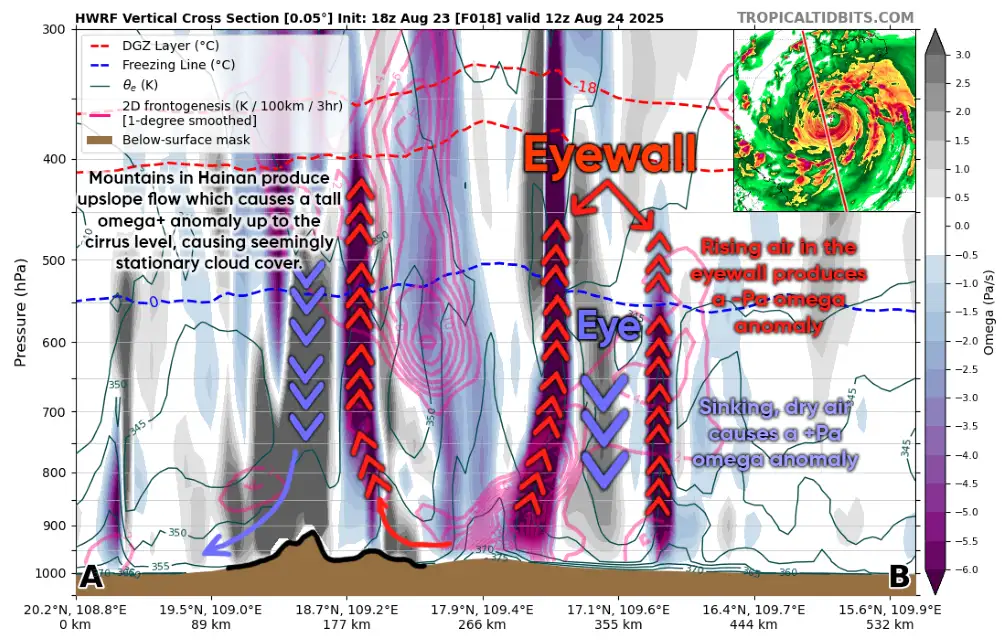 HWRF Vertical Cross Section [0.05°] Init: 18z Aug 23 [F018] valid 12z Aug 24 2025
TROPICALTIDBITS.COM
DGZ Layer (°C)
Freezing Line (°C)
θe (K)
2D frontogenesis (K / 100km / 3hr)
[1-degree smoothed]
Below-surface mask
-18
Eyewall
Mountains in Hainan produce
upslope flow which causes a tall
omega+ anomaly up to the
cirrus level, causing seemingly
stationary cloud cover.
Rising air in the
eyewall produces
a -Pa omega
anomaly
0
Eye
Sinking, dry air
causes a +Pa
omega anomaly
350
350
345
350
355
350
370
375
370
365
360
345
345
A
B
Pressure (hPa)
300
400
500
600
700
800
900
1000
20.2°N, 108.8°E
0 km
19.5°N, 109.0°E
89 km
18.7°N, 109.2°E
177 km
17.9°N, 109.4°E
266 km
17.1°N, 109.6°E
355 km
16.4°N, 109.7°E
444 km
15.6°N, 109.9°E
532 km
3.0
2.5
2.0
1.5
1.0
0.5
0.0
−0.5
−1.0
−1.5
−2.0
−2.5
−3.0
−3.5
−4.0
−4.5
−5.0
−5.5
−6.0
Omega (Pa/s)